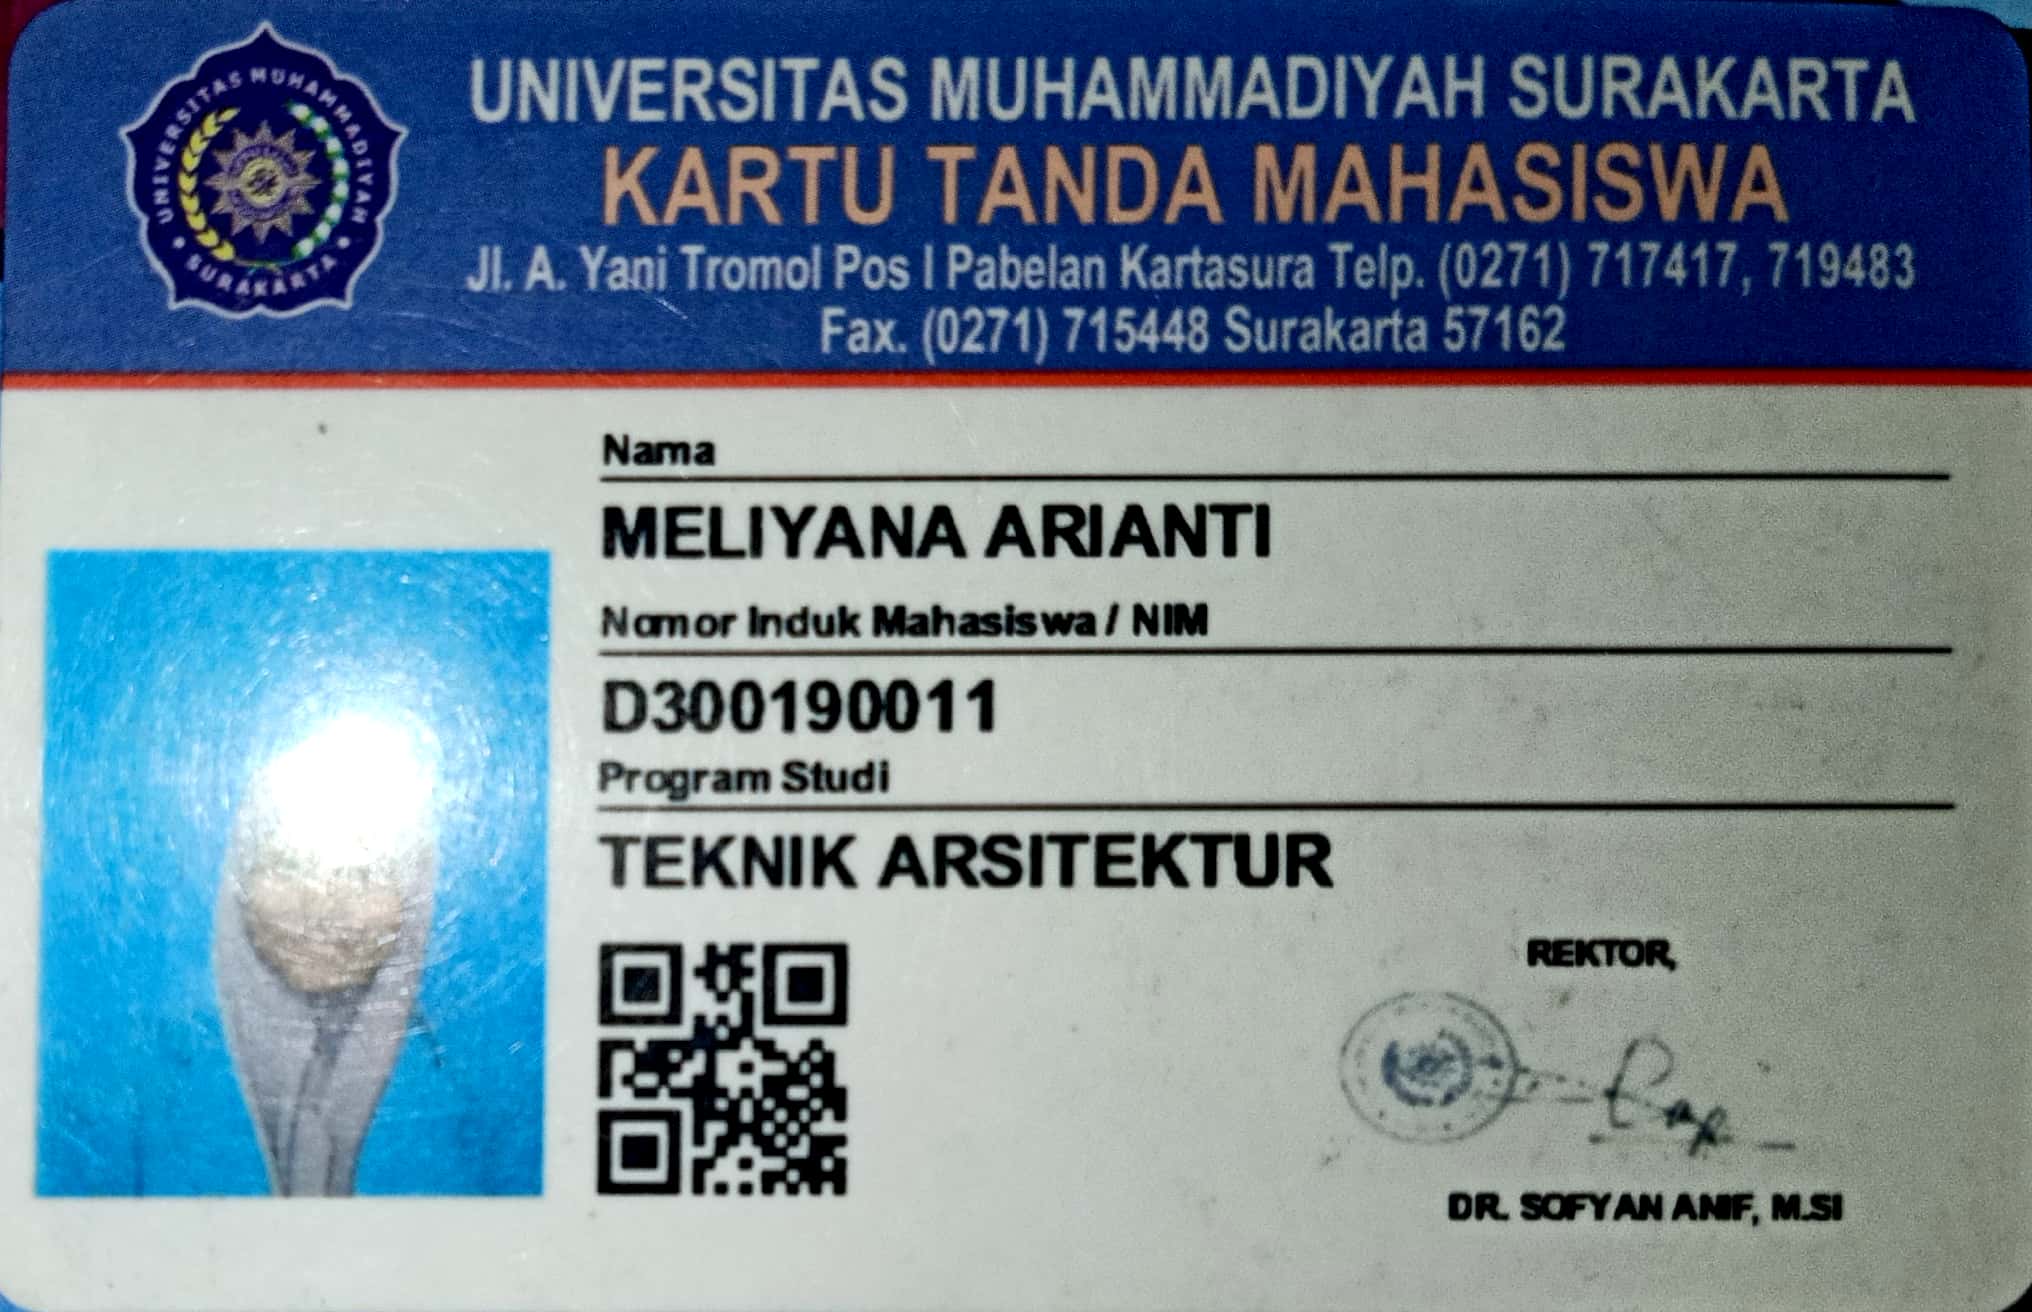 UNIVERSITAS MUHAMMADIYAH SURAKARTA
KARTU TANDA MAHASISWA
Jl. A. Yani Tromol Pos I Pabelan Kartasura Telp. (0271) 717417, 719483
Fax. (0271) 715448 Surakarta 57162
UNIVERSITAS MUHAMMADIYAH
SURAKARTA
Nama
MELIYANA ARIANTI
Nomor Induk Mahasiswa / NIM
D300190011
Program Studi
TEKNIK ARSITEKTUR
REKTOR,
DR. SOFYAN ANIF, M.SI